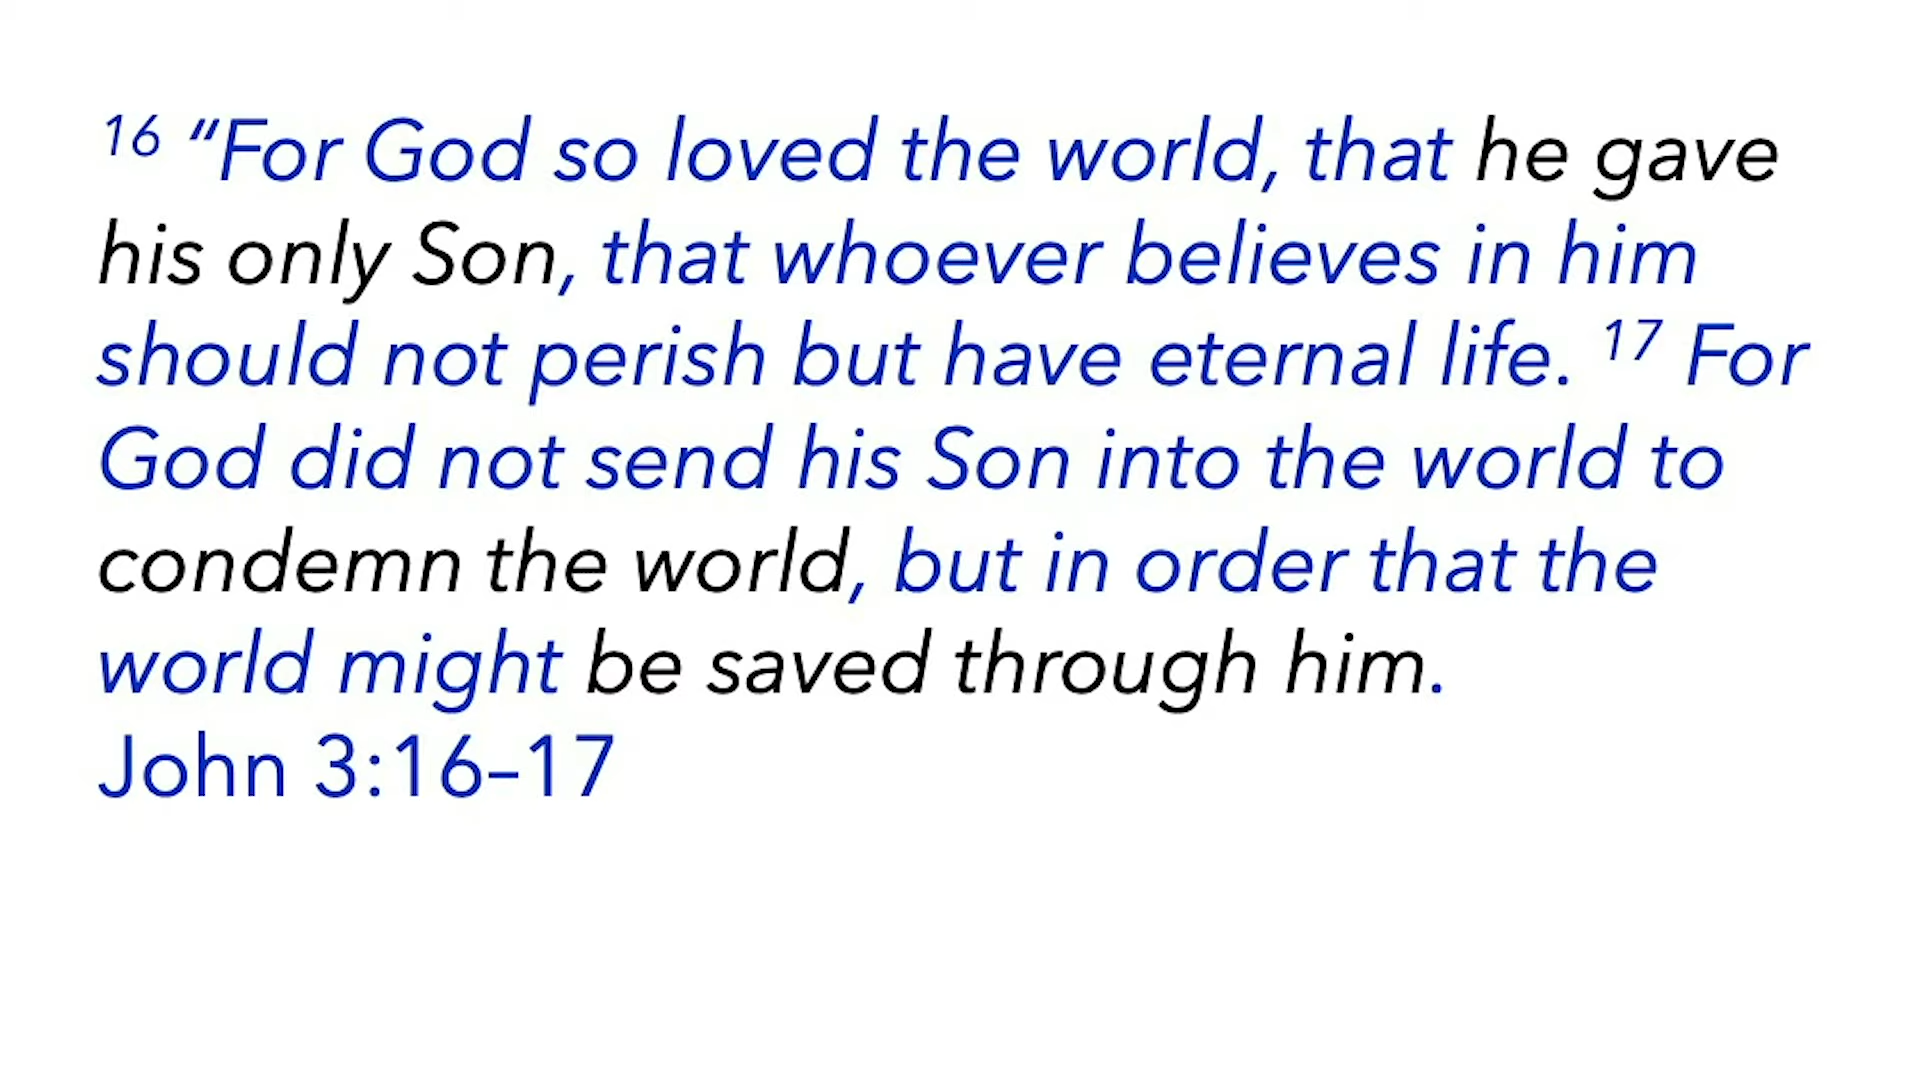 16 “For God so loved the world, that he gave
his only Son, that whoever believes in him
should not perish but have eternal life. 17 For
God did not send his Son into the world to
condemn the world, but in order that the
world might be saved through him.
John 3:16–17